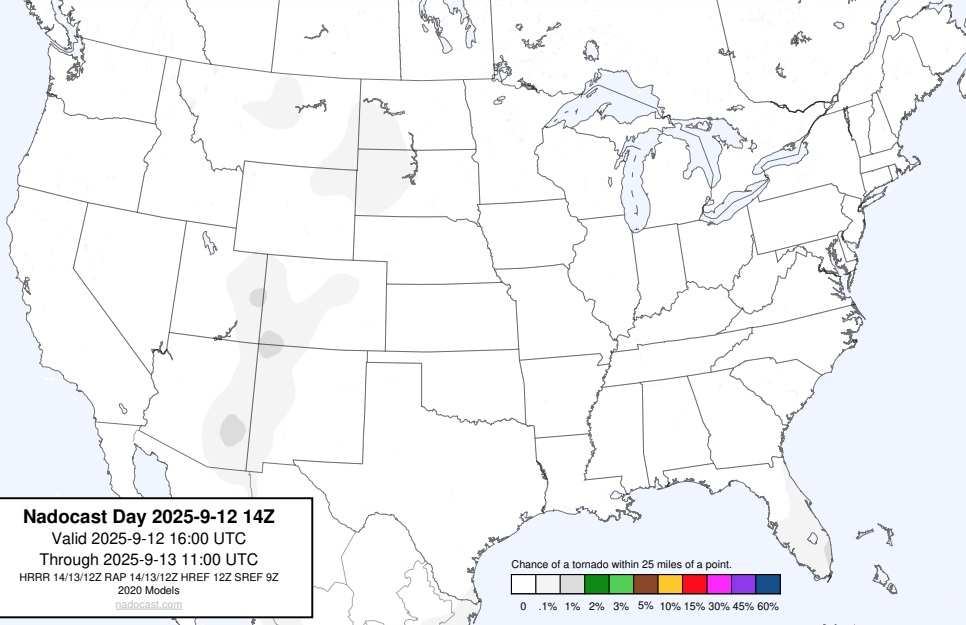 Nadocast Day 2025-9-12 14Z
Valid 2025-9-12 16:00 UTC
Through 2025-9-13 11:00 UTC
HRRR 14/13/12Z RAP 14/13/12Z HREF 12Z SREF 9Z
2020 Models
nadocast.com
Chance of a tornado within 25 miles of a point.
0 .1% 1% 2% 3% 5% 10% 15% 30% 45% 60%